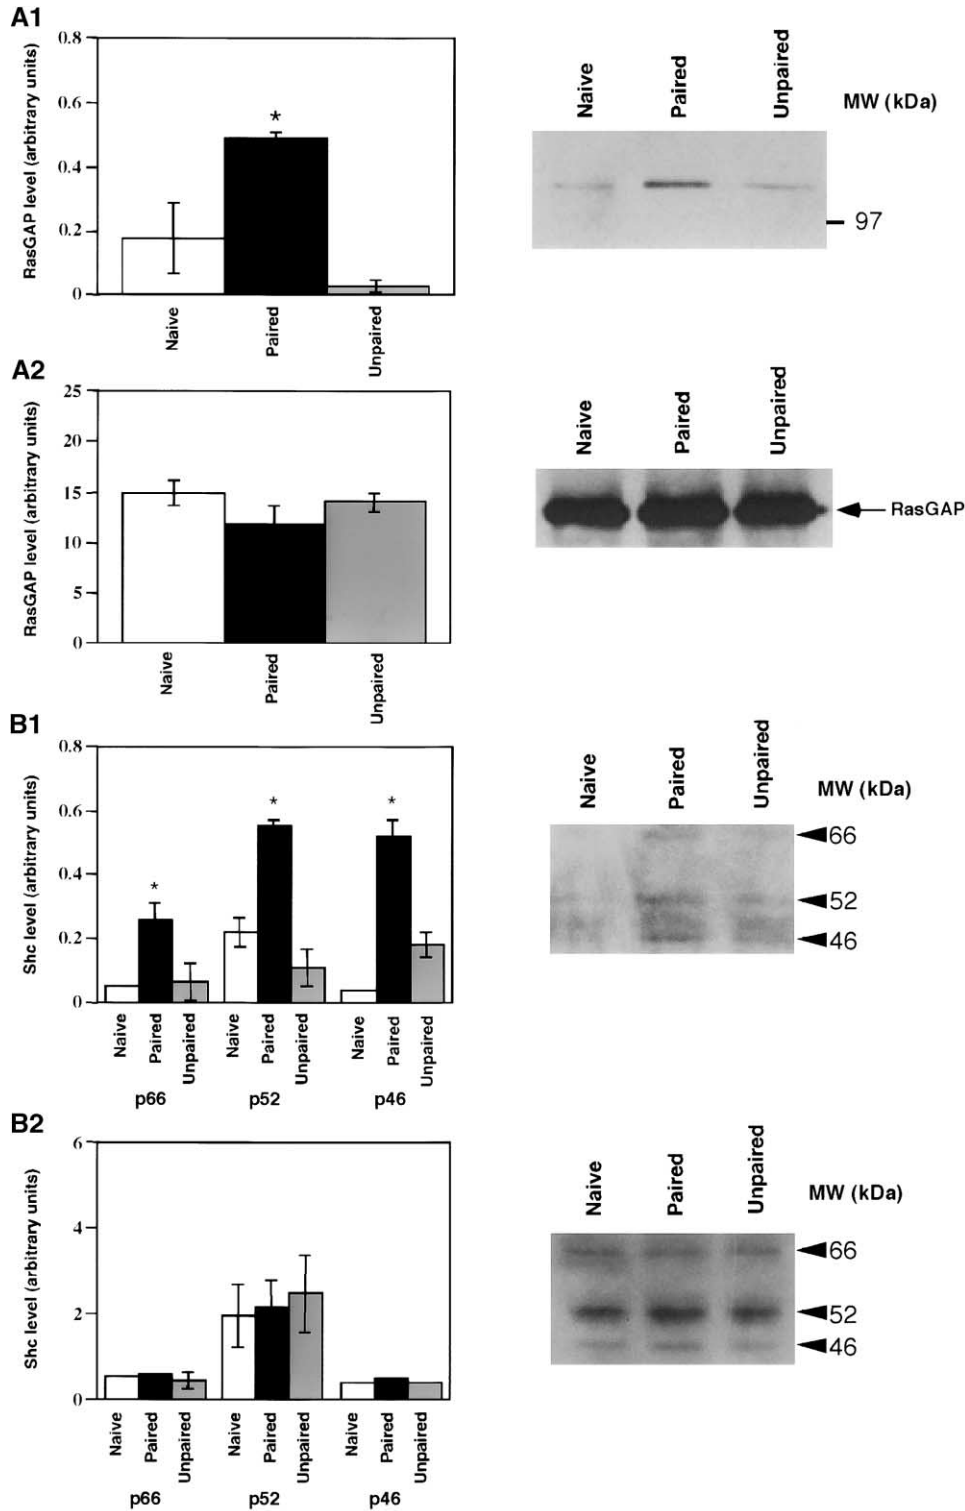 A1
RasGAP level (arbitrary units)
0.8
0.6
0.4
0.2
0
*
Naive
Paired
Unpaired
Naive
Paired
Unpaired
MW (kDa)
97
A2
RasGAP level (arbitrary units)
25
20
15
10
5
0
Naive
Paired
Unpaired
Naive
Paired
Unpaired
RasGAP
B1
Shc level (arbitrary units)
0.8
0.6
0.4
0.2
0
*
*
*
Naive
Paired
Unpaired
Naive
Paired
Unpaired
Naive
Paired
Unpaired
p66
p52
p46
Naive
Paired
Unpaired
MW (kDa)
66
52
46
B2
Shc level (arbitrary units)
6
4
2
0
Naive
Paired
Unpaired
Naive
Paired
Unpaired
Naive
Paired
Unpaired
p66
p52
p46
Naive
Paired
Unpaired
MW (kDa)
66
52
46